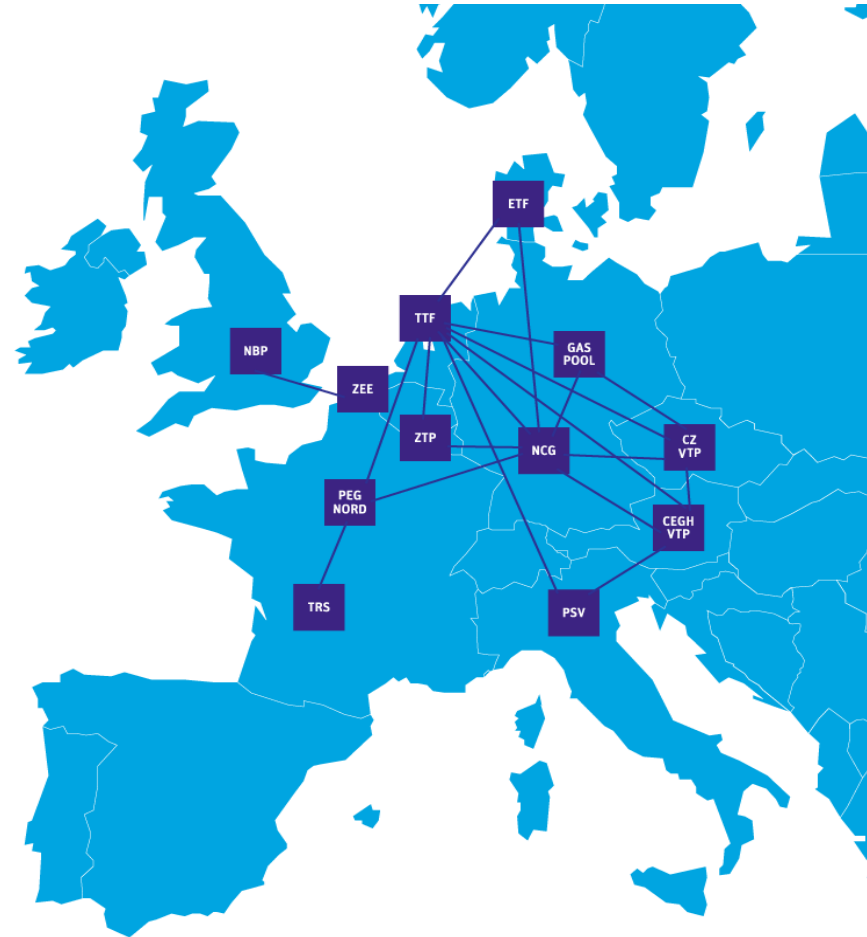 ETF
TTF
NBP
GAS
POOL
ZEE
ZTP
CZ
VTP
NCG
PEG
NORD
CEGH
VTP
TRS
PSV